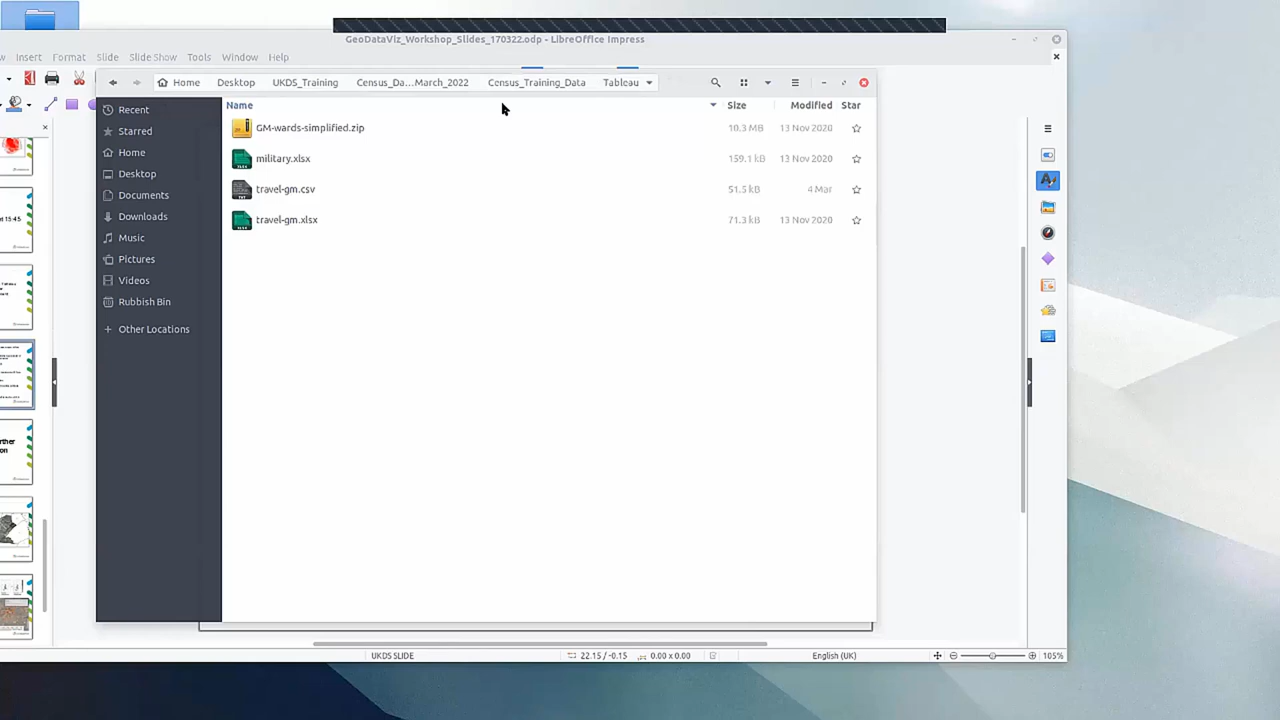 GeoDataViz_Workshop_Slides_170322.odp - LibreOffice Impress
Insert Format Slide Slide Show Tools Window Help
Home Desktop UKDS_Training Census_Da...March_2022 Census_Training_Data Tableau
Name Size Modified Star
Recent
Starred
Home
Desktop
Documents
Downloads
Music
Pictures
Videos
Rubbish Bin
Other Locations
GM-wards-simplified.zip 10.3 MB 13 Nov 2020
military.xlsx 159.1 kB 13 Nov 2020
travel-gm.csv 51.5 kB 4 Mar
travel-gm.xlsx 71.3 kB 13 Nov 2020
UKDS SLIDE 22.15 / -0.15 0.00 x 0.00 English (UK) 105%